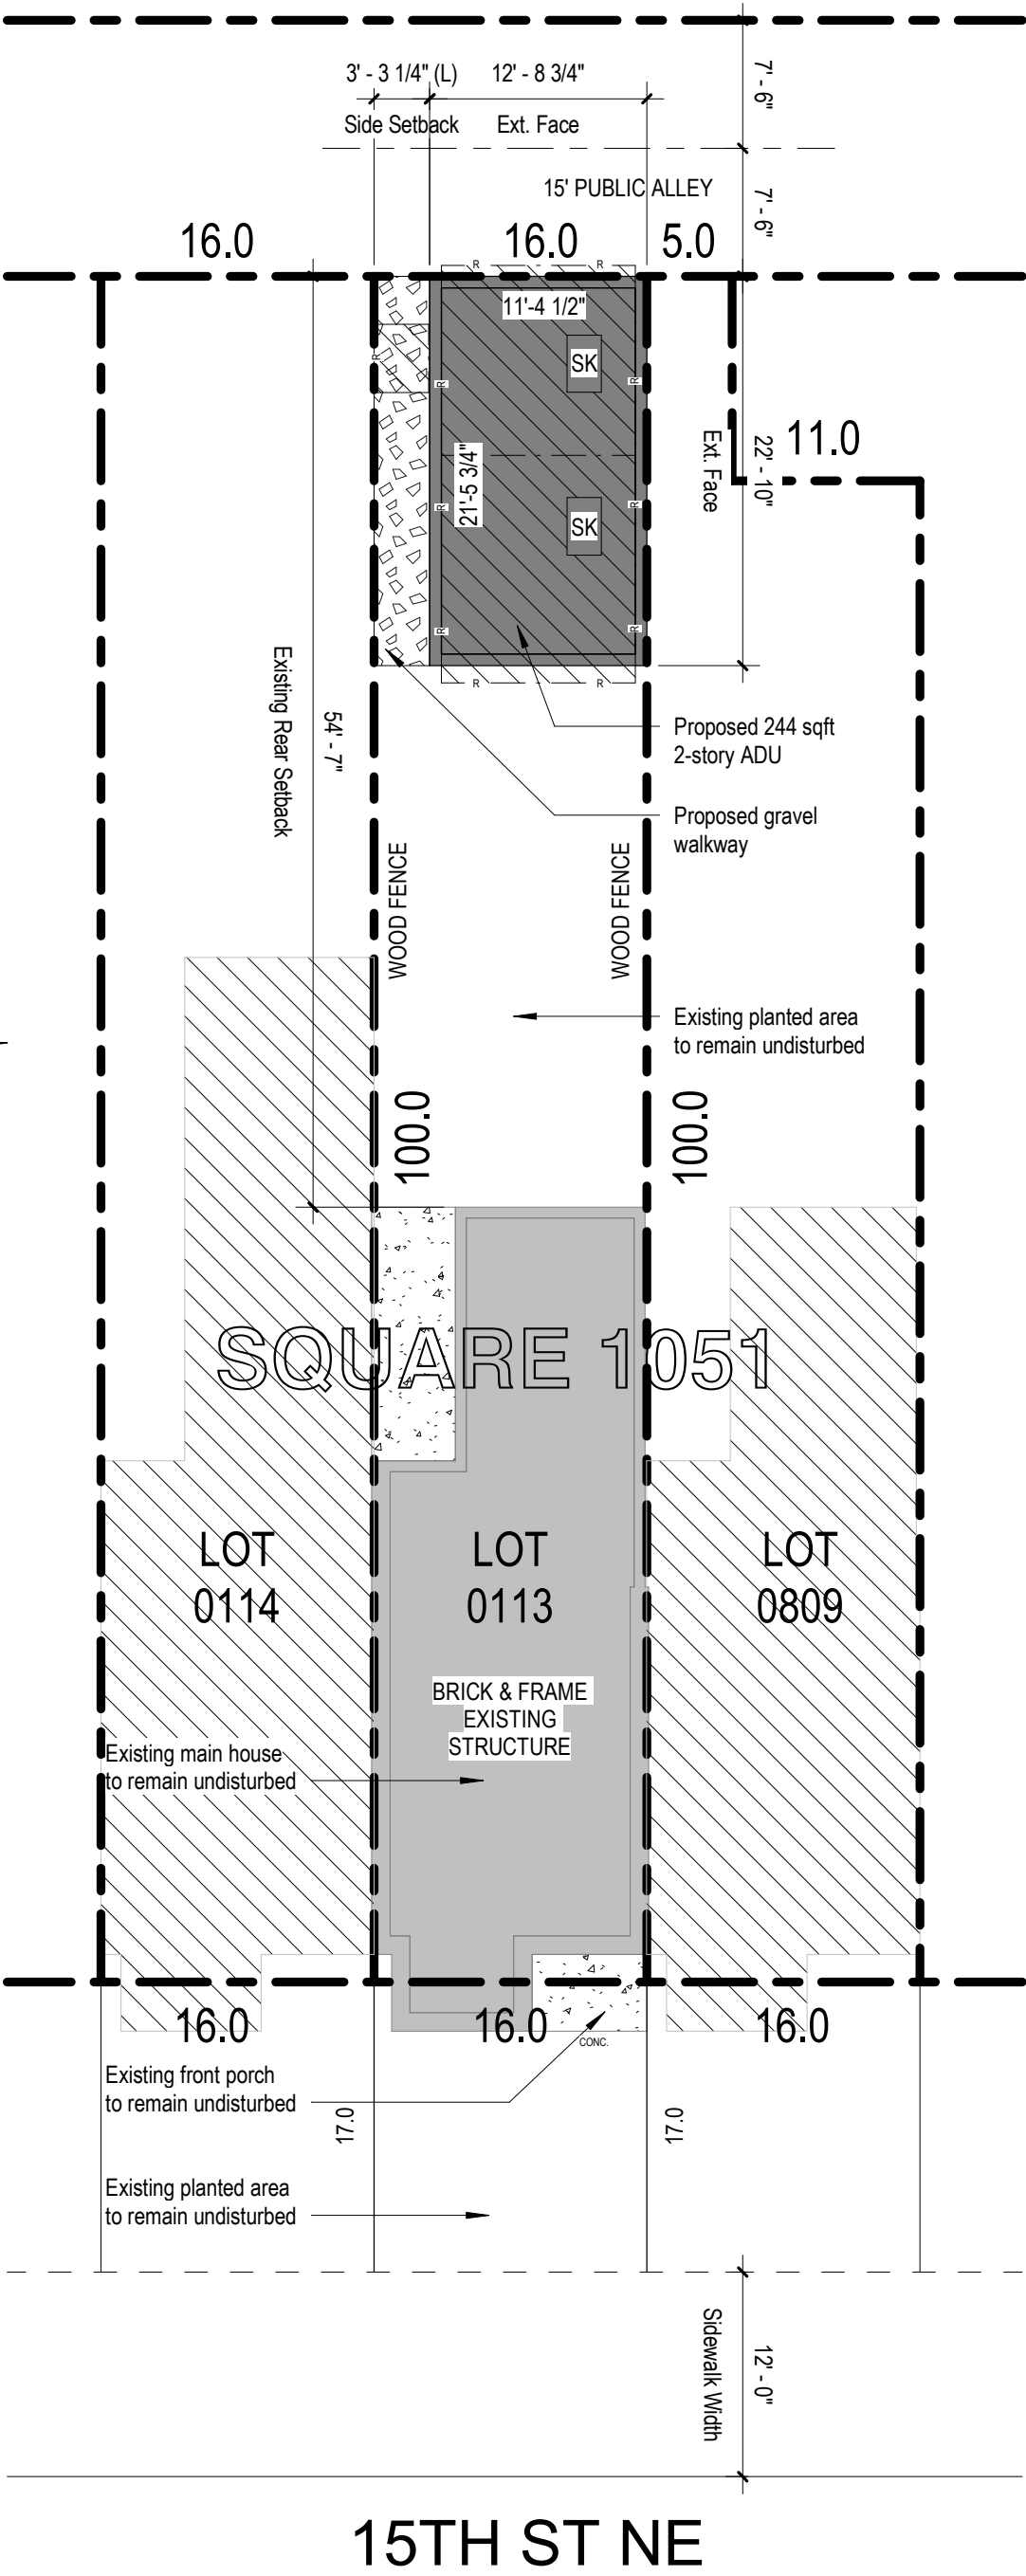 7' - 6"
3' - 3 1/4" (L)
12' - 8 3/4"
Side Setback
Ext. Face
15' PUBLIC ALLEY
7' - 6"
16.0
16.0
5.0
R
R
11'-4 1/2"
SK
R
R
R
11.0
22' - 10"
Ext. Face
21'-5 3/4"
R
R
SK
R
R
R
R
Existing Rear Setback
54' - 7"
Proposed 244 sqft
2-story ADU
Proposed gravel
walkway
WOOD FENCE
WOOD FENCE
Existing planted area
to remain undisturbed
100.0
100.0
SQUARE 1051
LOT
0114
LOT
0113
LOT
0809
BRICK & FRAME
EXISTING
STRUCTURE
Existing main house
to remain undisturbed
16.0
16.0
16.0
CONC.
Existing front porch
to remain undisturbed
17.0
17.0
Existing planted area
to remain undisturbed
Sidewalk Width
12' - 0"
15TH ST NE